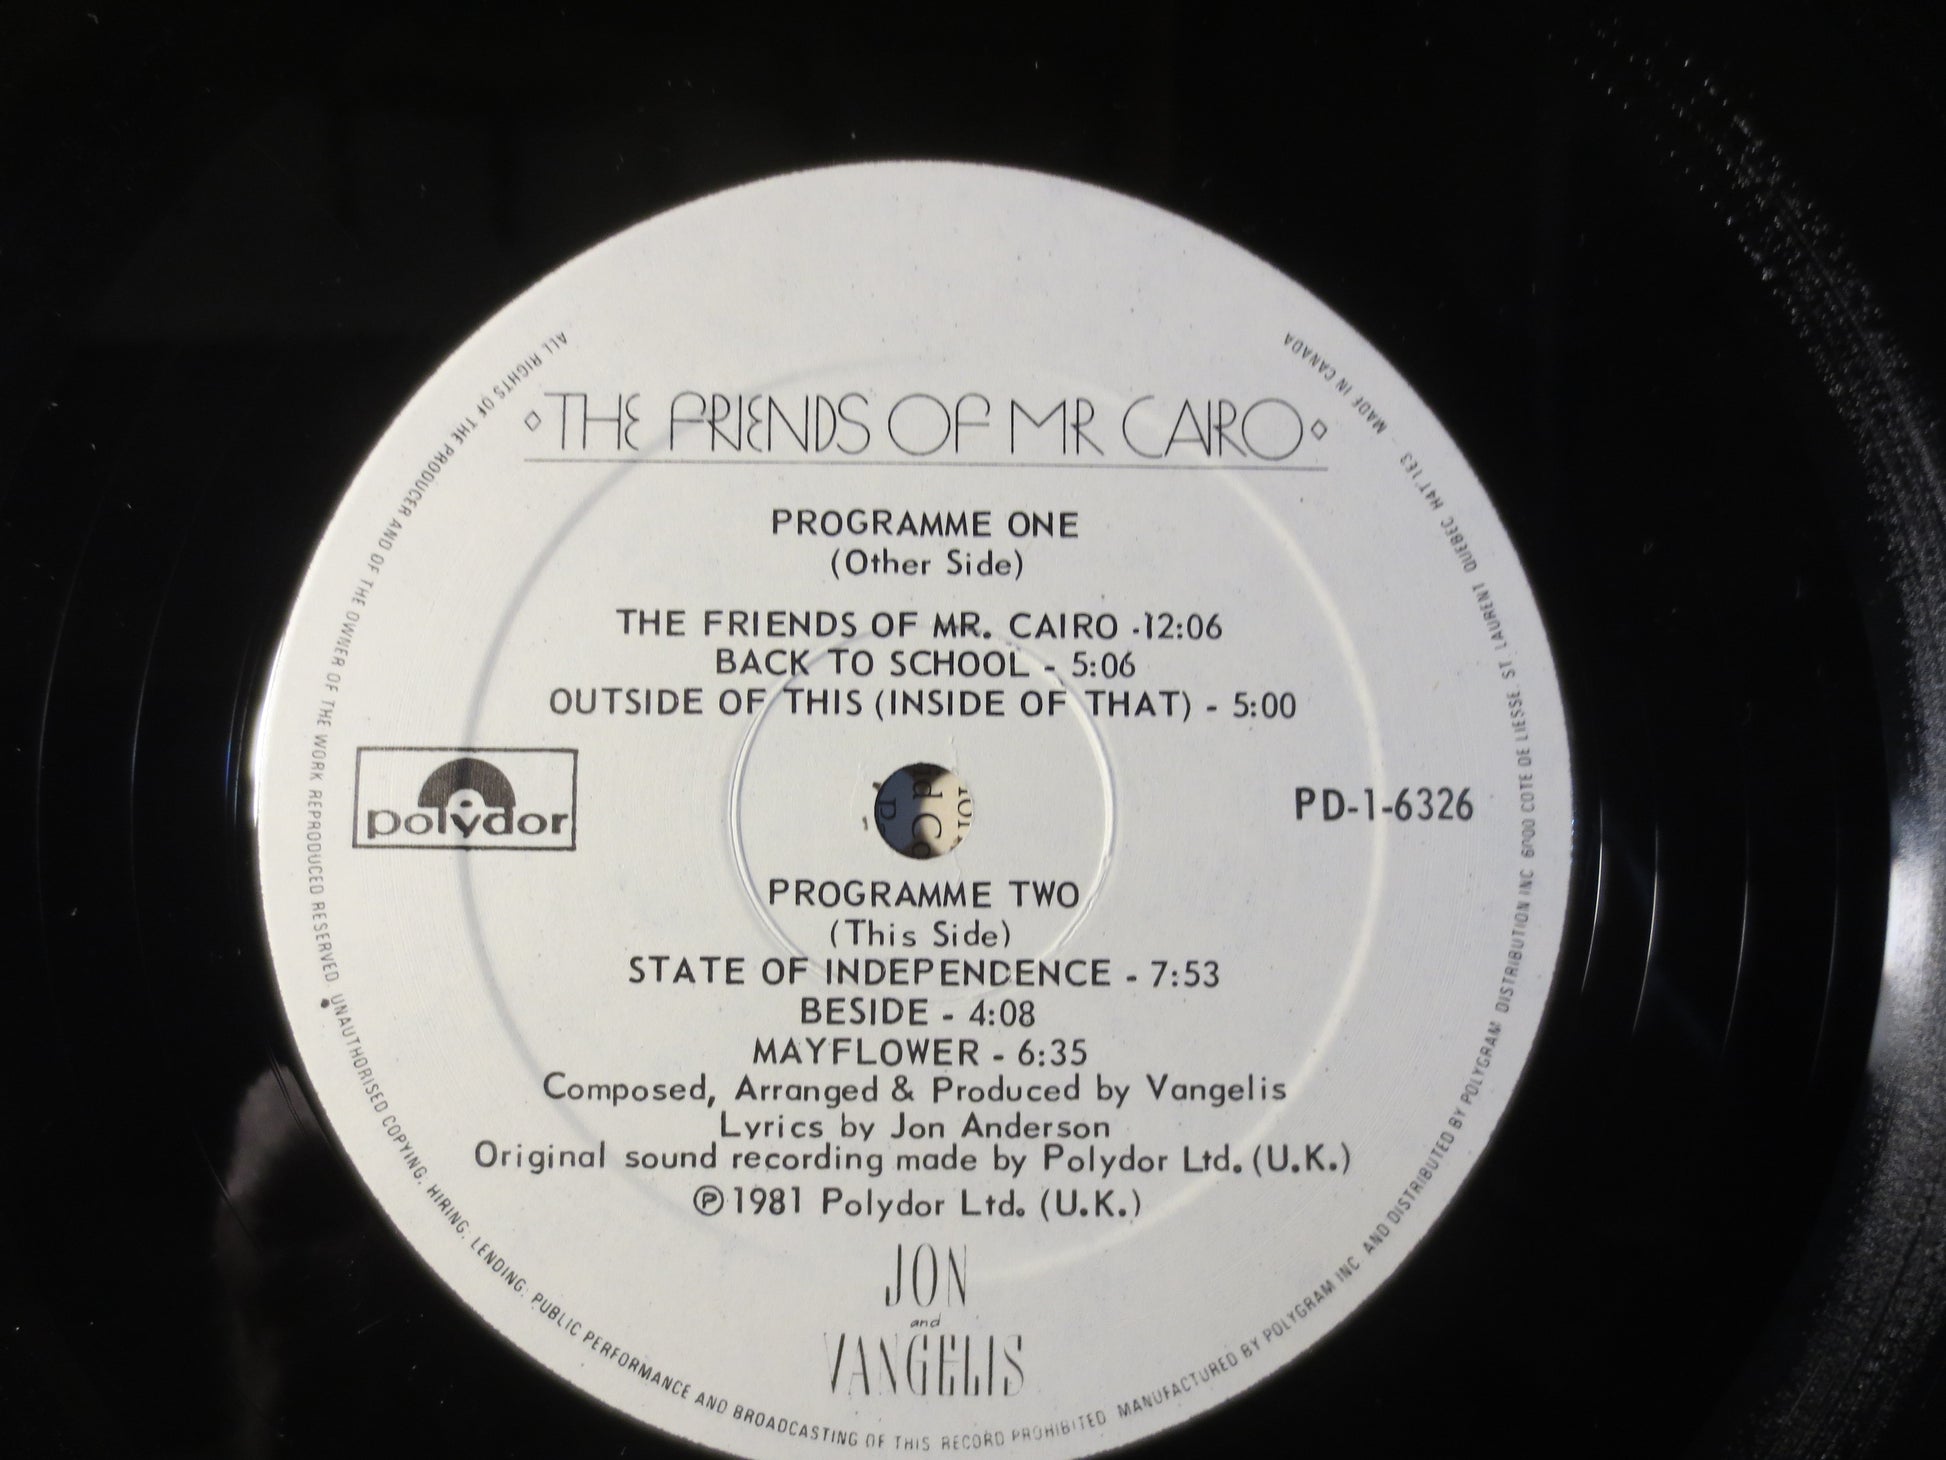 THE FRIENDS OF MR CAIRO
PROGRAMME ONE
(Other Side)
THE FRIENDS OF MR. CAIRO - 12:06
BACK TO SCHOOL - 5:06
OUTSIDE OF THIS (INSIDE OF THAT) - 5:00
polydor
PD-1-6326
PROGRAMME TWO
(This Side)
STATE OF INDEPENDENCE - 7:53
BESIDE - 4:08
MAYFLOWER - 6:35
Composed, Arranged & Produced by Vangelis
Lyrics by Jon Anderson
Original sound recording made by Polydor Ltd. (U.K.)
℗ 1981 Polydor Ltd. (U.K.)
JON
and
VANGELIS
ALL RIGHTS OF THE PRODUCER AND OF THE OWNER OF THE WORK REPRODUCED RESERVED. UNAUTHORISED COPYING, HIRING, LENDING, PUBLIC PERFORMANCE AND BROADCASTING OF THIS RECORD PROHIBITED MANUFACTURED BY POLYGRAM INC. AND DISTRIBUTED BY POLYGRAM DISTRIBUTION INC 6000 COTE DE LIESSE. ST. LAURENT QUEBEC H4T 1E3 - MADE IN CANADA